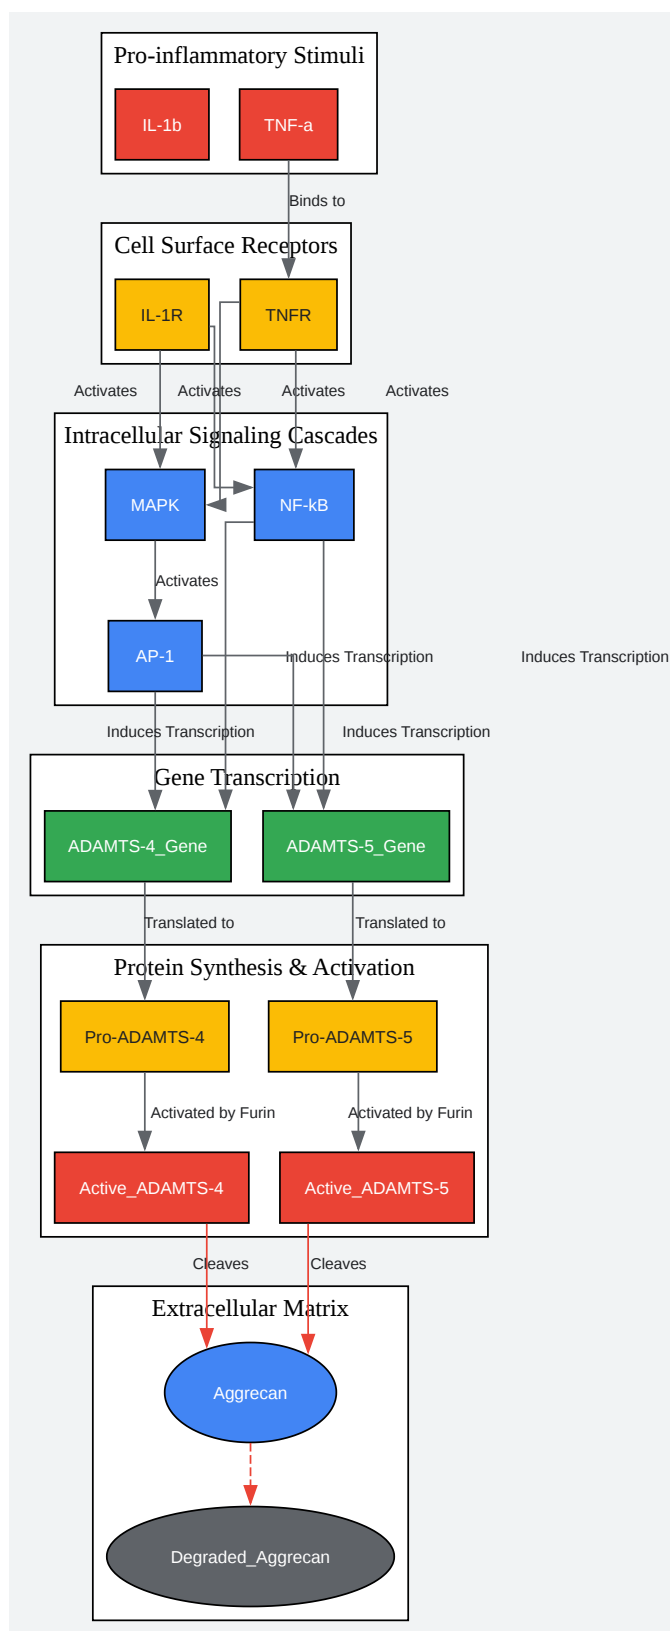 Pro-inflammatory Stimuli
IL-1b
TNF-a
Binds to
Cell Surface Receptors
IL-1R
TNFR
Activates
Activates
Activates
Activates
Intracellular Signaling Cascades
MAPK
NF-kB
Activates
AP-1
Induces Transcription
Induces Transcription
Induces Transcription
Induces Transcription
Gene Transcription
ADAMTS-4_Gene
ADAMTS-5_Gene
Translated to
Translated to
Protein Synthesis & Activation
Pro-ADAMTS-4
Pro-ADAMTS-5
Activated by Furin
Activated by Furin
Active_ADAMTS-4
Active_ADAMTS-5
Cleaves
Cleaves
Extracellular Matrix
Aggrecan
Degraded_Aggrecan